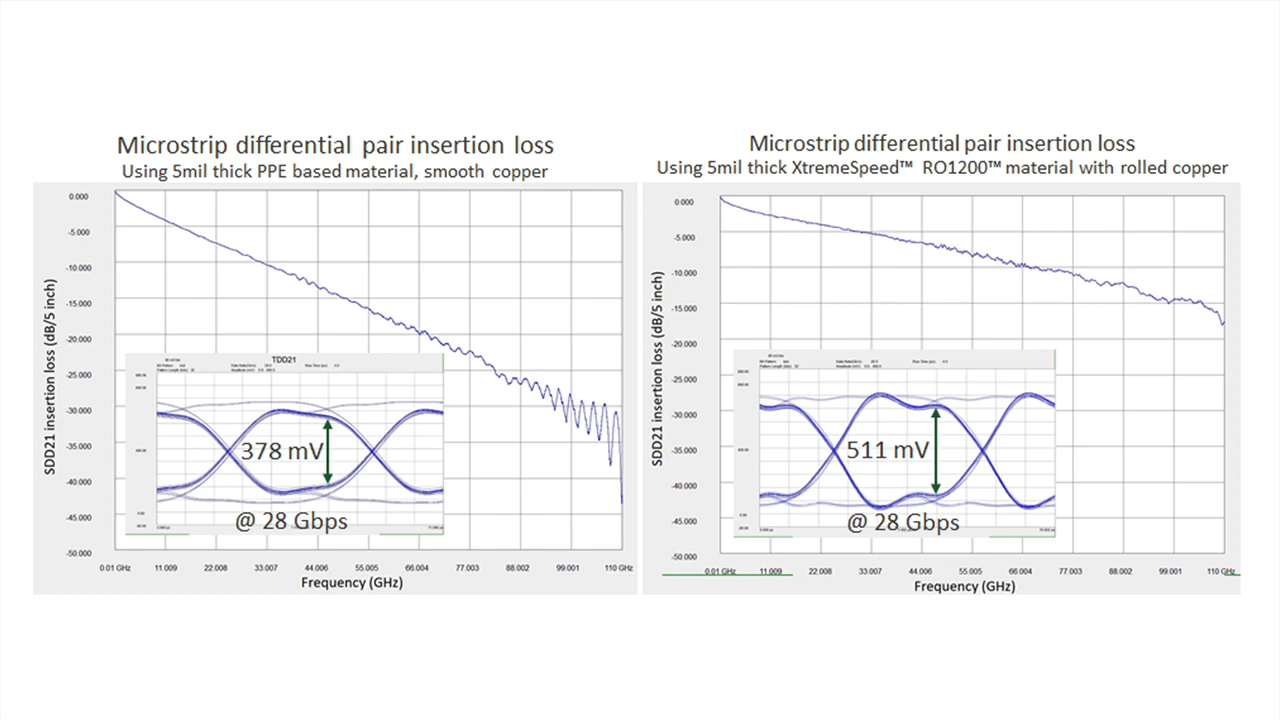 Microstrip differential pair insertion loss
Using 5mil thick PPE based material, smooth copper
SDD21 insertion loss (dB/5 inch)
0.000
-5.000
-10.000
-15.000
-20.000
-25.000
-30.000
-35.000
-40.000
-45.000
-50.000
TDD21
378 mV
@ 28 Gbps
0.01 GHz 11.009 22.008 33.007 44.006 55.005 66.004 77.003 88.002 99.001 110 GHz
Frequency (GHz)
Microstrip differential pair insertion loss
Using 5mil thick XtremeSpeed™ RO1200™ material with rolled copper
SDD21 insertion loss (dB/5 inch)
0.000
-5.000
-10.000
-15.000
-20.000
-25.000
-30.000
-35.000
-40.000
-45.000
-50.000
511 mV
@ 28 Gbps
0.01 GHz 11.009 22.008 33.007 44.006 55.005 66.004 77.003 88.002 99.001 110 GHz
Frequency (GHz)